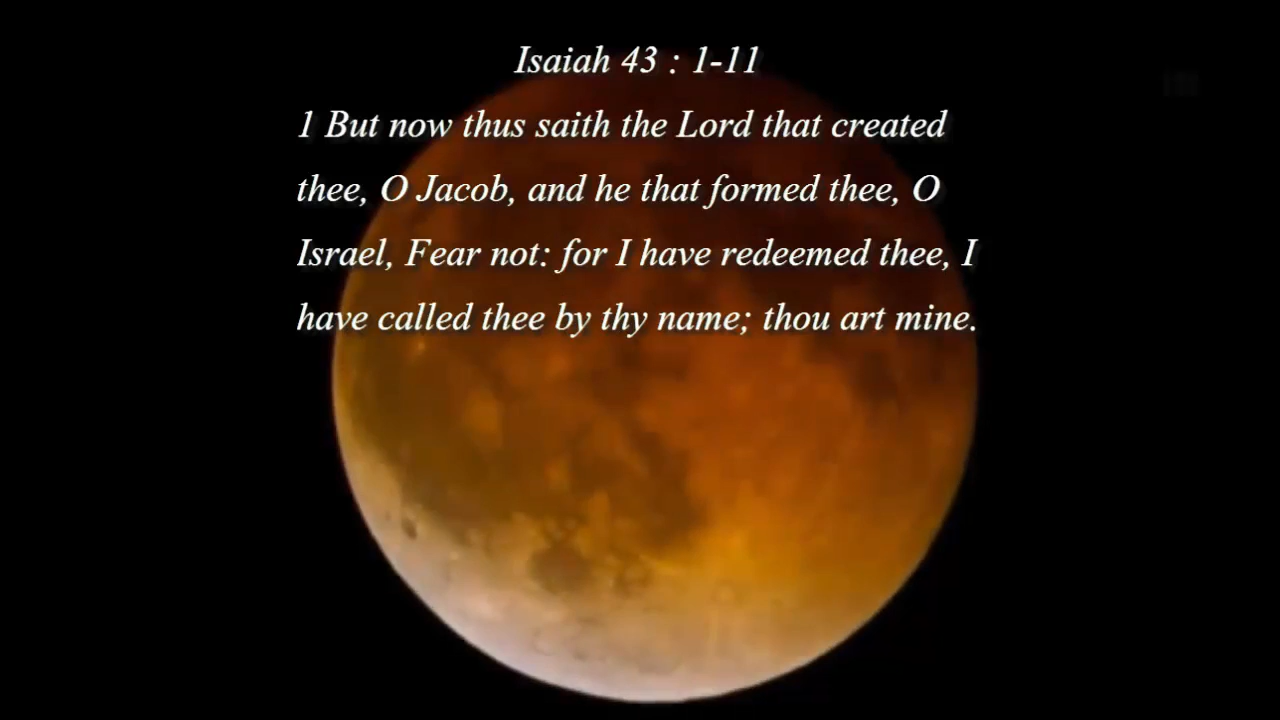 Isaiah 43 : 1-11
1 But now thus saith the Lord that created
thee, O Jacob, and he that formed thee, O
Israel, Fear not: for I have redeemed thee, I
have called thee by thy name; thou art mine.